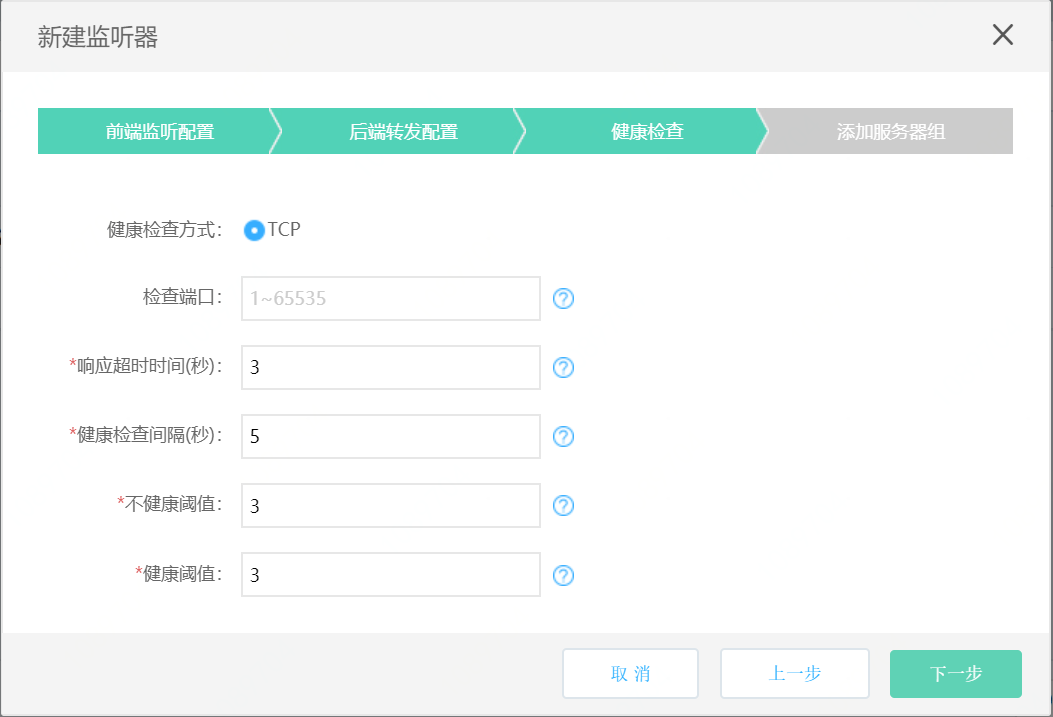 新建监听器
前端监听配置 后端转发配置 健康检查 添加服务器组
健康检查方式： TCP
检查端口： 1~65535
*响应超时时间(秒)： 3
*健康检查间隔(秒)： 5
*不健康阈值： 3
*健康阈值： 3
取 消 上一步 下一步